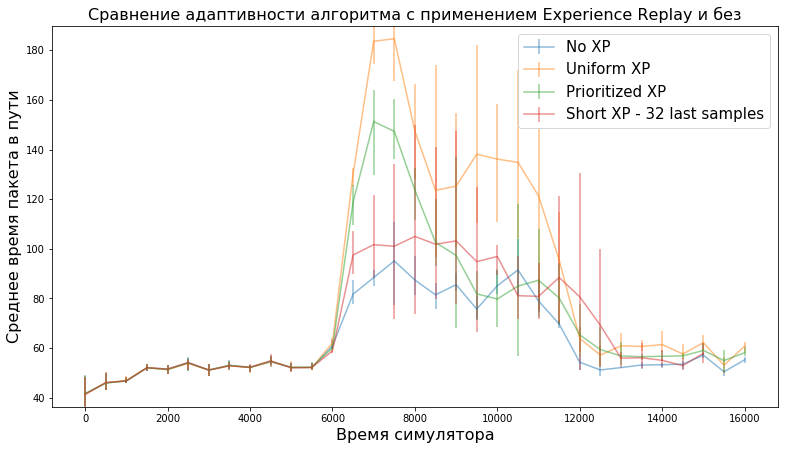 Сравнение адаптивности алгоритма с применением Experience Replay и без
No XP
Uniform XP
Prioritized XP
Short XP - 32 last samples
Среднее время пакета в пути
180
160
140
120
100
80
60
40
0
2000
4000
6000
8000
10000
12000
14000
16000
Время симулятора